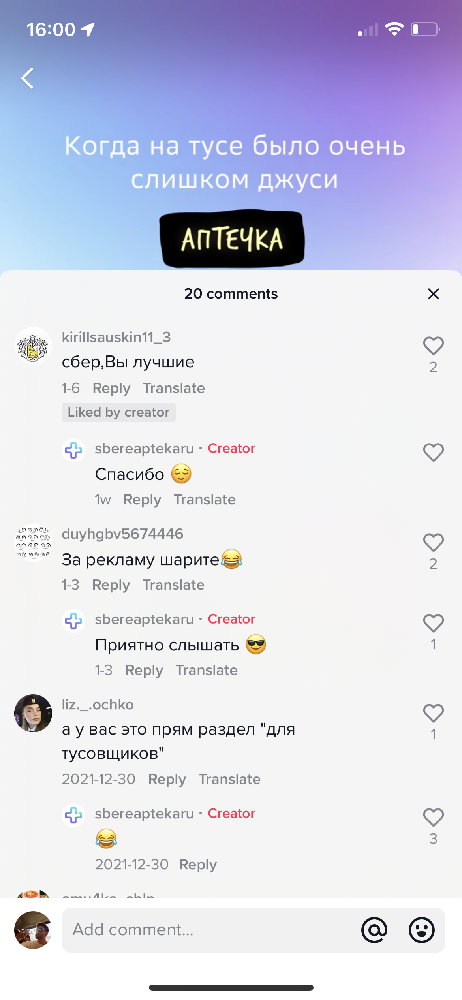 16:00
Когда на тусе было очень
слишком джуси
АПТЕЧКА
20 comments
kirillsauskin11_3
сбер,Вы лучшие
2
1-6 Reply Translate
Liked by creator
sbereaptekaru · Creator
Спасибо 😌
1w Reply Translate
duyhgbv5674446
За рекламу шарите😂
2
1-3 Reply Translate
sbereaptekaru · Creator
Приятно слышать 😎
1
1-3 Reply Translate
liz._.ochko
а у вас это прям раздел "для
1
тусовщиков"
2021-12-30 Reply Translate
sbereaptekaru · Creator
😂
3
2021-12-30 Reply
Add comment...